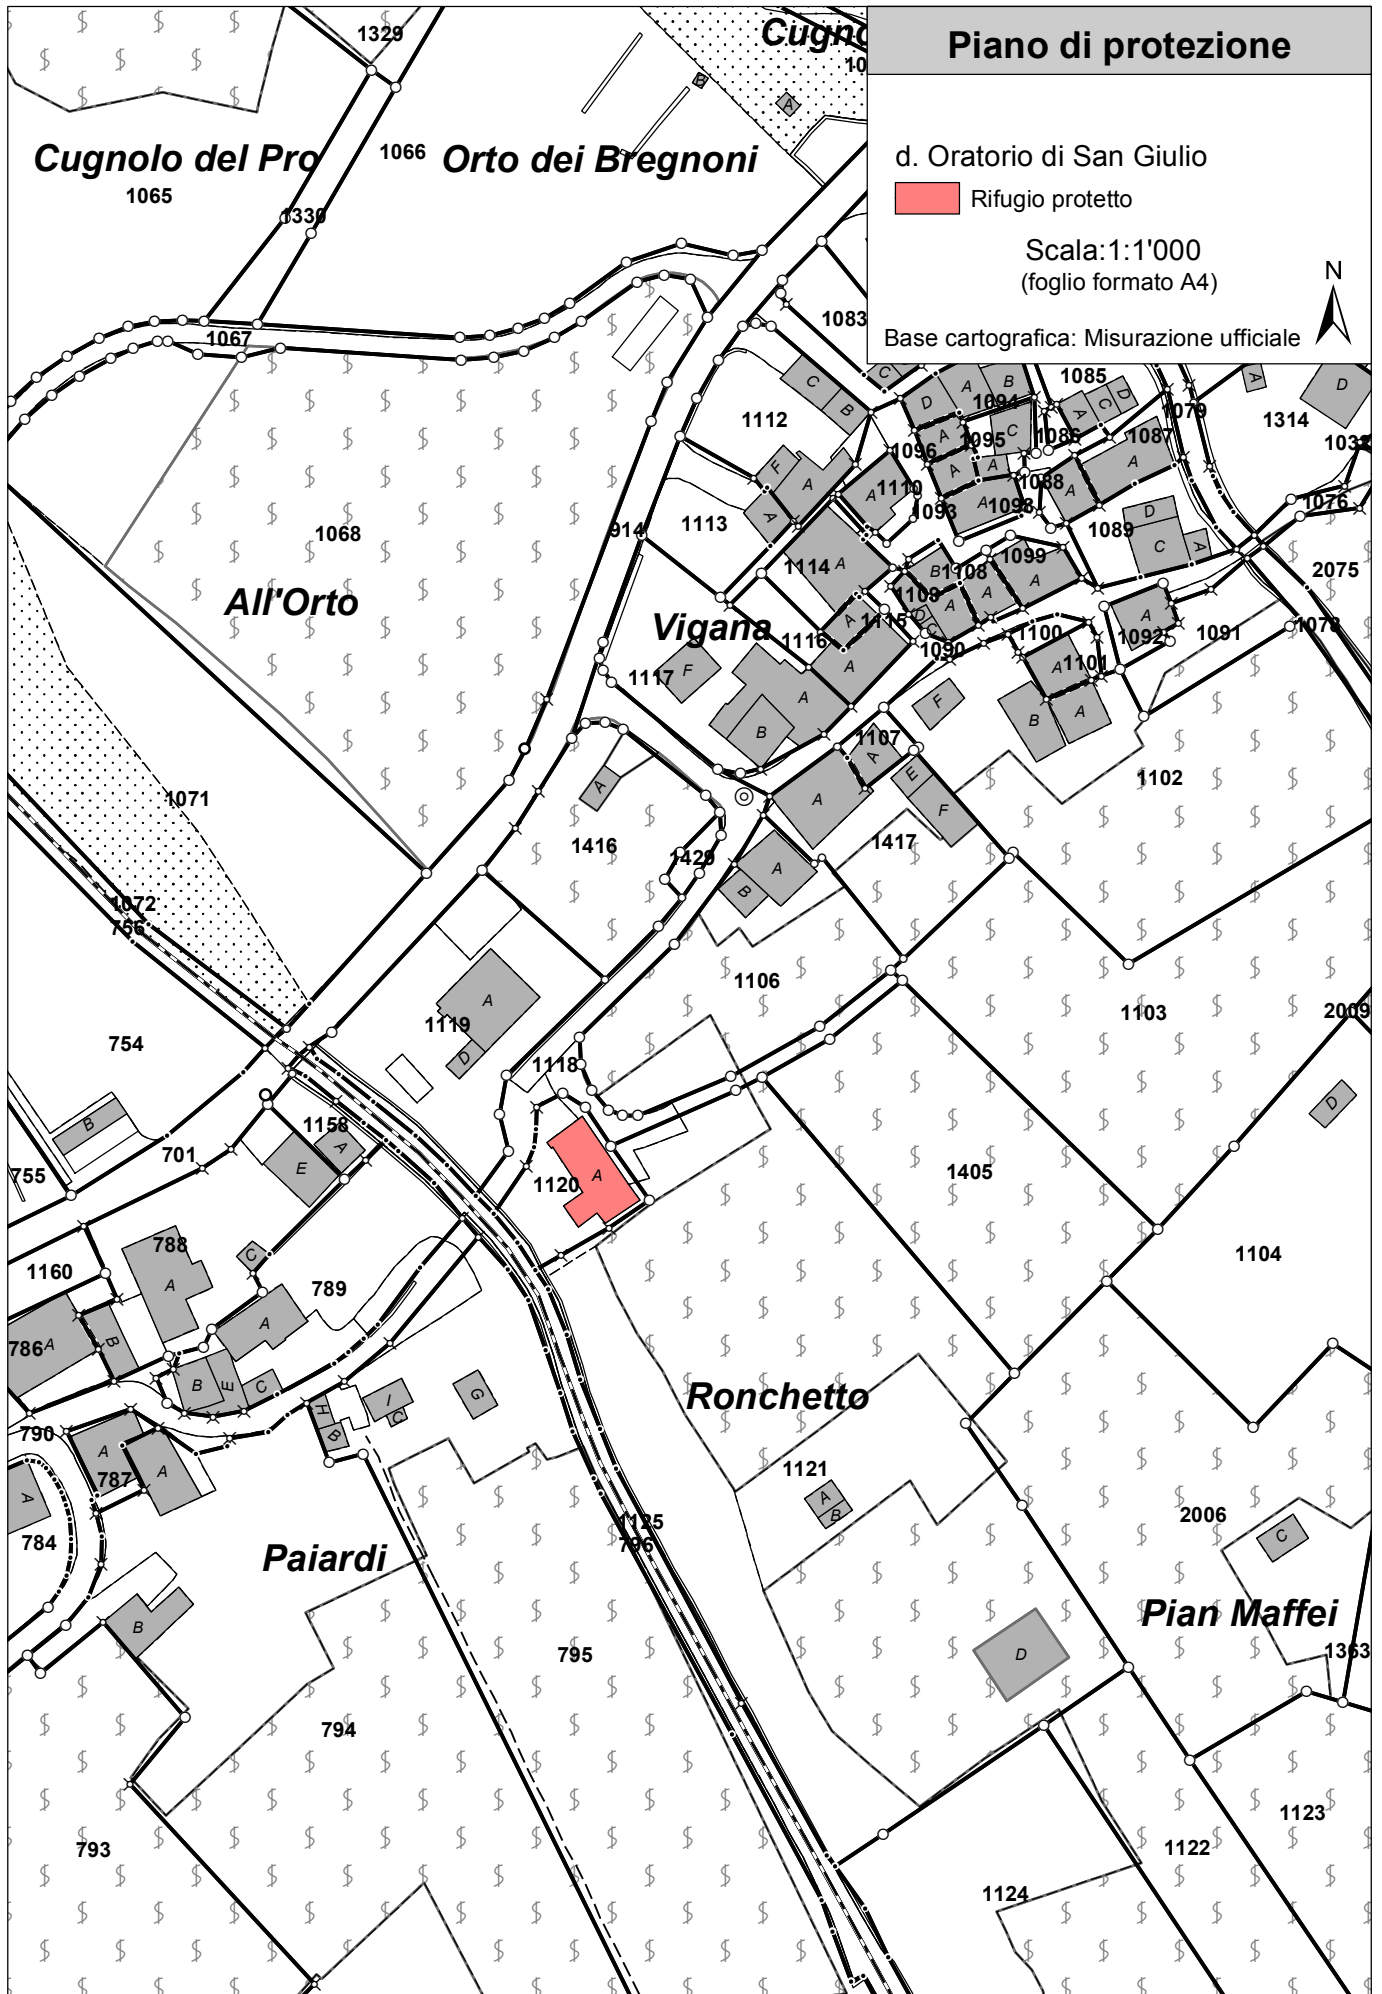 Piano di protezione
d. Oratorio di San Giulio
Rifugio protetto
Scala:1:1'000
(foglio formato A4)
N
Base cartografica: Misurazione ufficiale
1329
Cugno
10
B
A
Cugnolo del Pro
1066
Orto dei Bregnoni
1065
1330
1083
1067
1085
1079
1314
D
A
1112
C
B
C
D
A
B
1094
A
C
D
1086
1087
1032
1096
A
1095
C
A
1110
A
A
A
1088
A
A
1076
1068
914
1113
F
A
A
1093
A
1098
1089
D
C
A
1114
A
B
1108
1099
A
2075
All'Orto
1109
A
A
D
C
Vigana
1116
A
1115
1090
1100
1092
A
1091
1078
1117
F
A
A
B
A
1101
B
A
F
1107
A
1102
1071
A
A
E
F
1416
1429
1417
A
B
1072
756
1106
1103
2009
A
1119
D
754
1118
D
B
1158
A
701
E
755
1120
A
1405
788
C
1160
A
789
1104
786
A
B
A
B
E
C
Ronchetto
G
I
C
H
B
790
A
787
A
A
784
1121
A
B
2006
C
1125
796
Paiardi
B
Pian Maffei
795
D
1363
794
793
1123
1122
1124